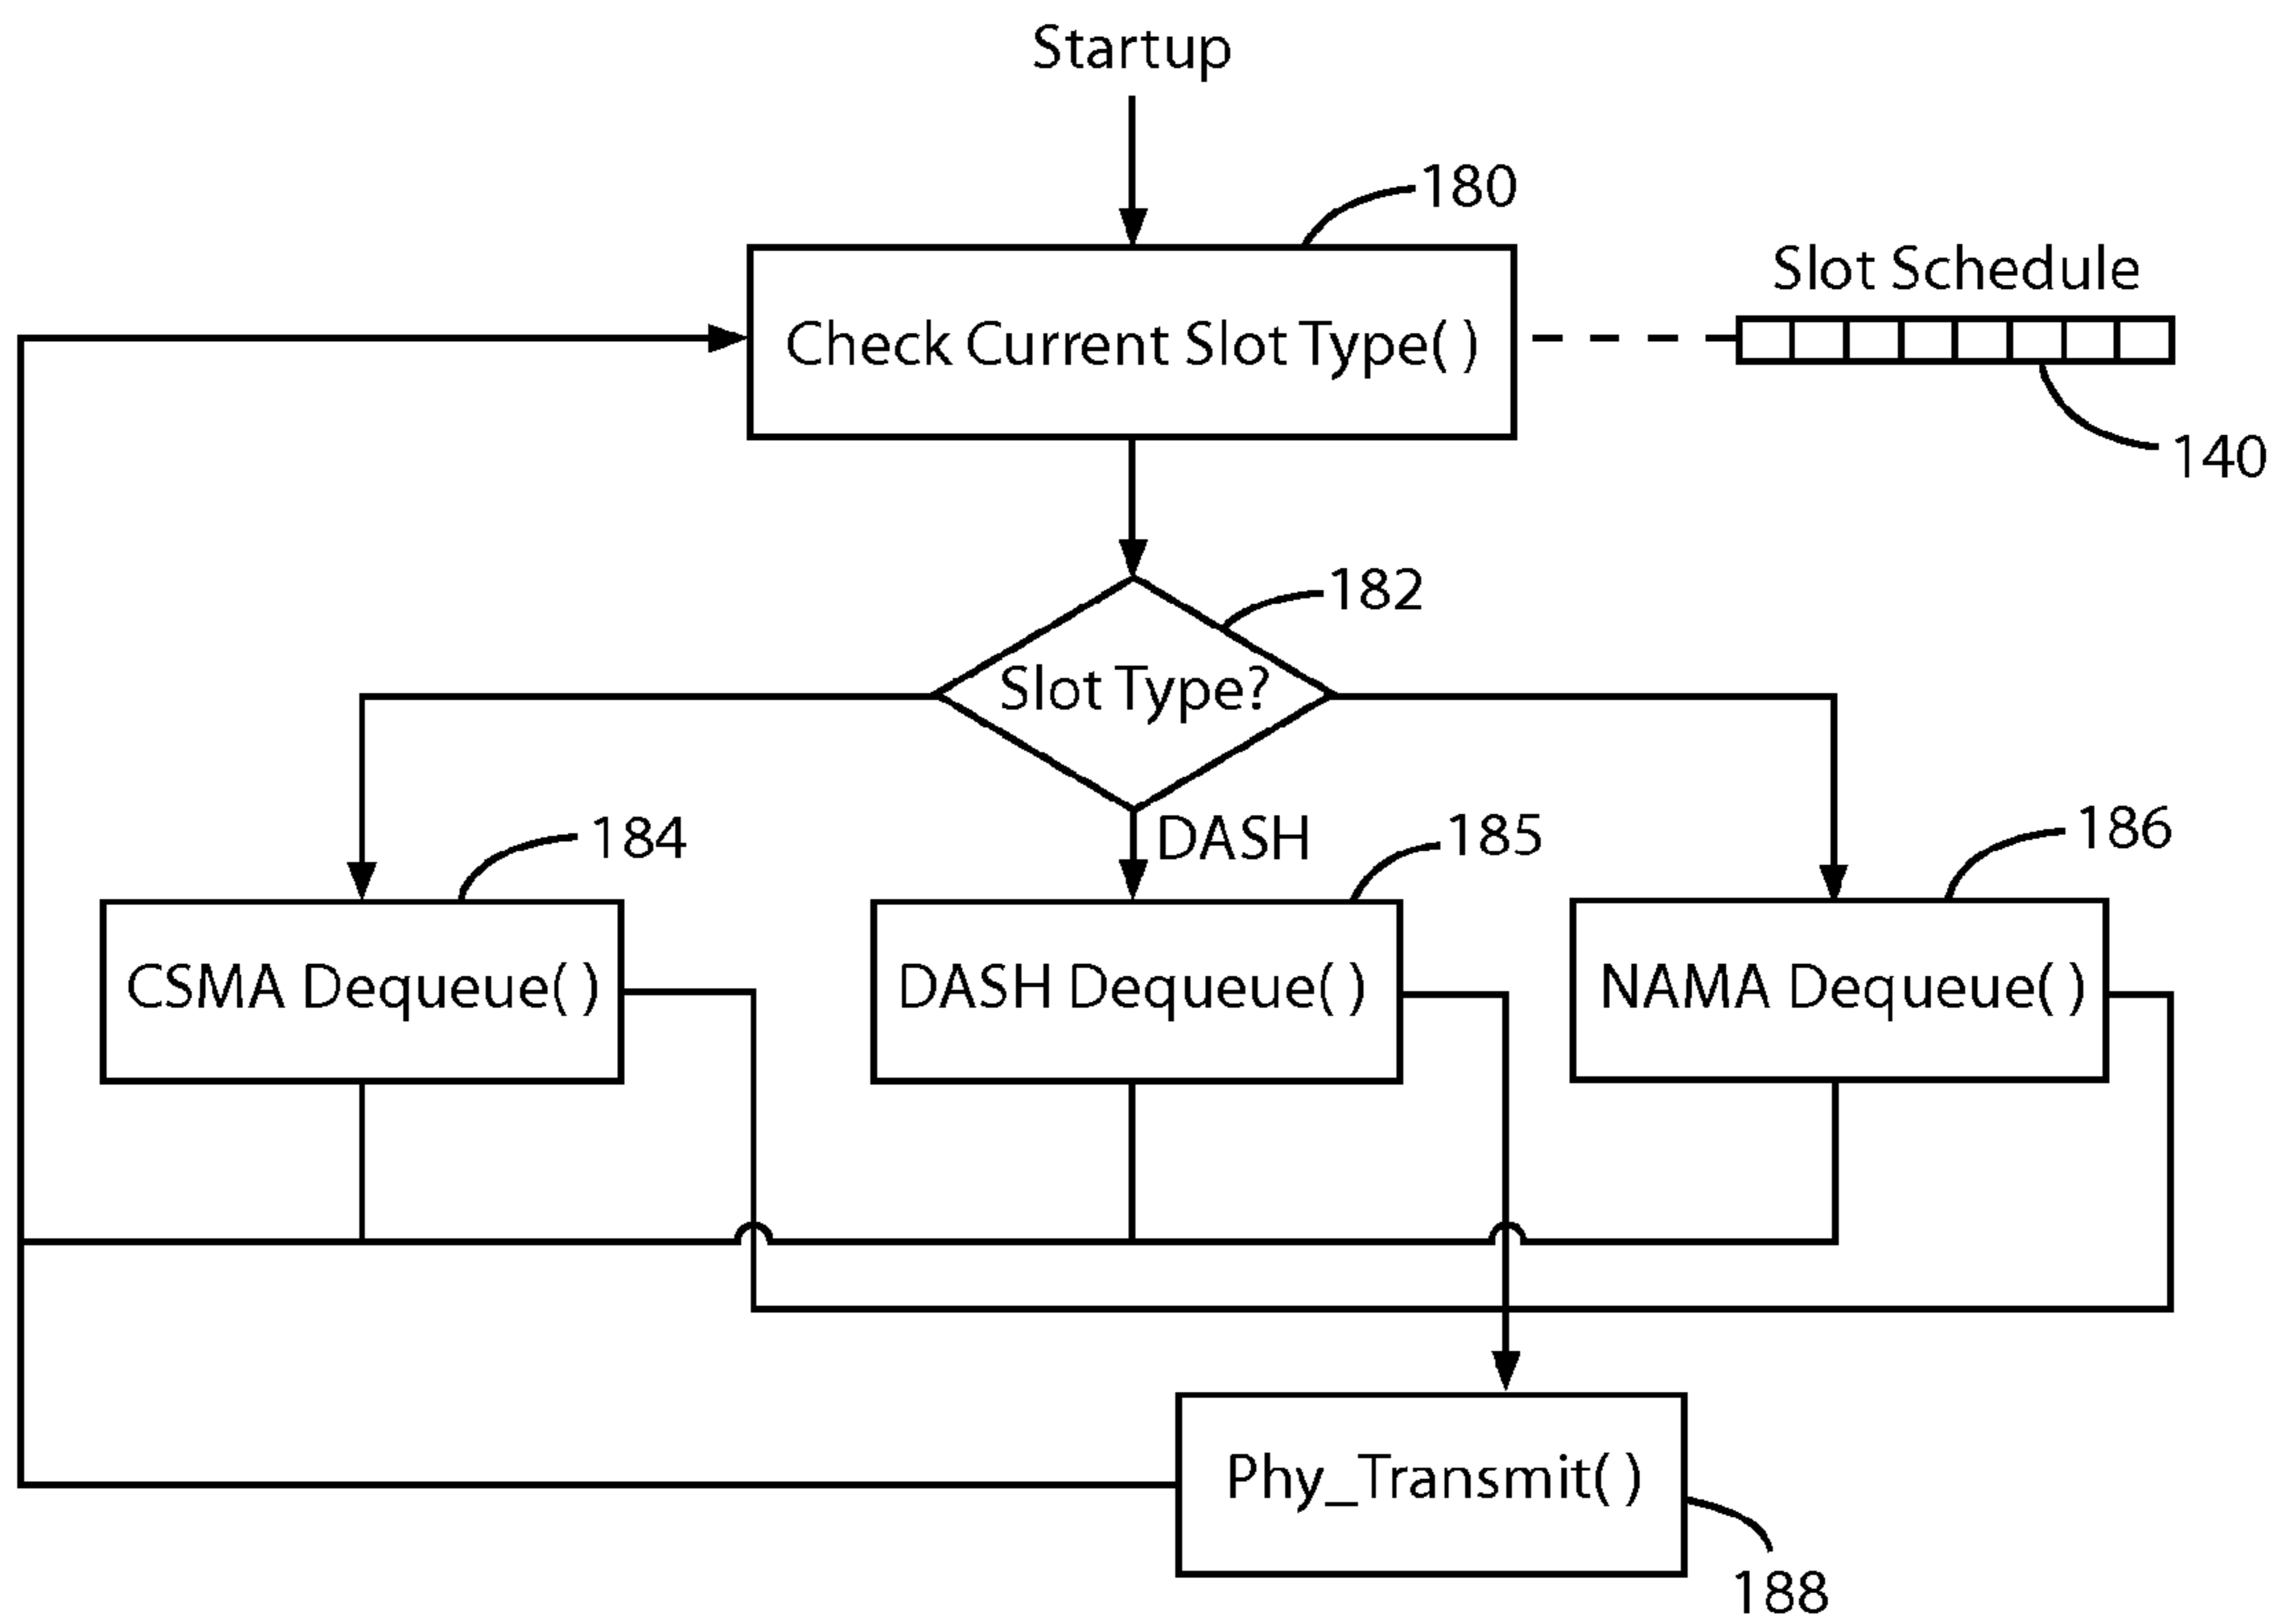 Startup
180
Check Current Slot Type( )
Slot Schedule
140
182
Slot Type?
DASH
184
185
186
CSMA Dequeue( )
DASH Dequeue( )
NAMA Dequeue( )
Phy_Transmit( )
188